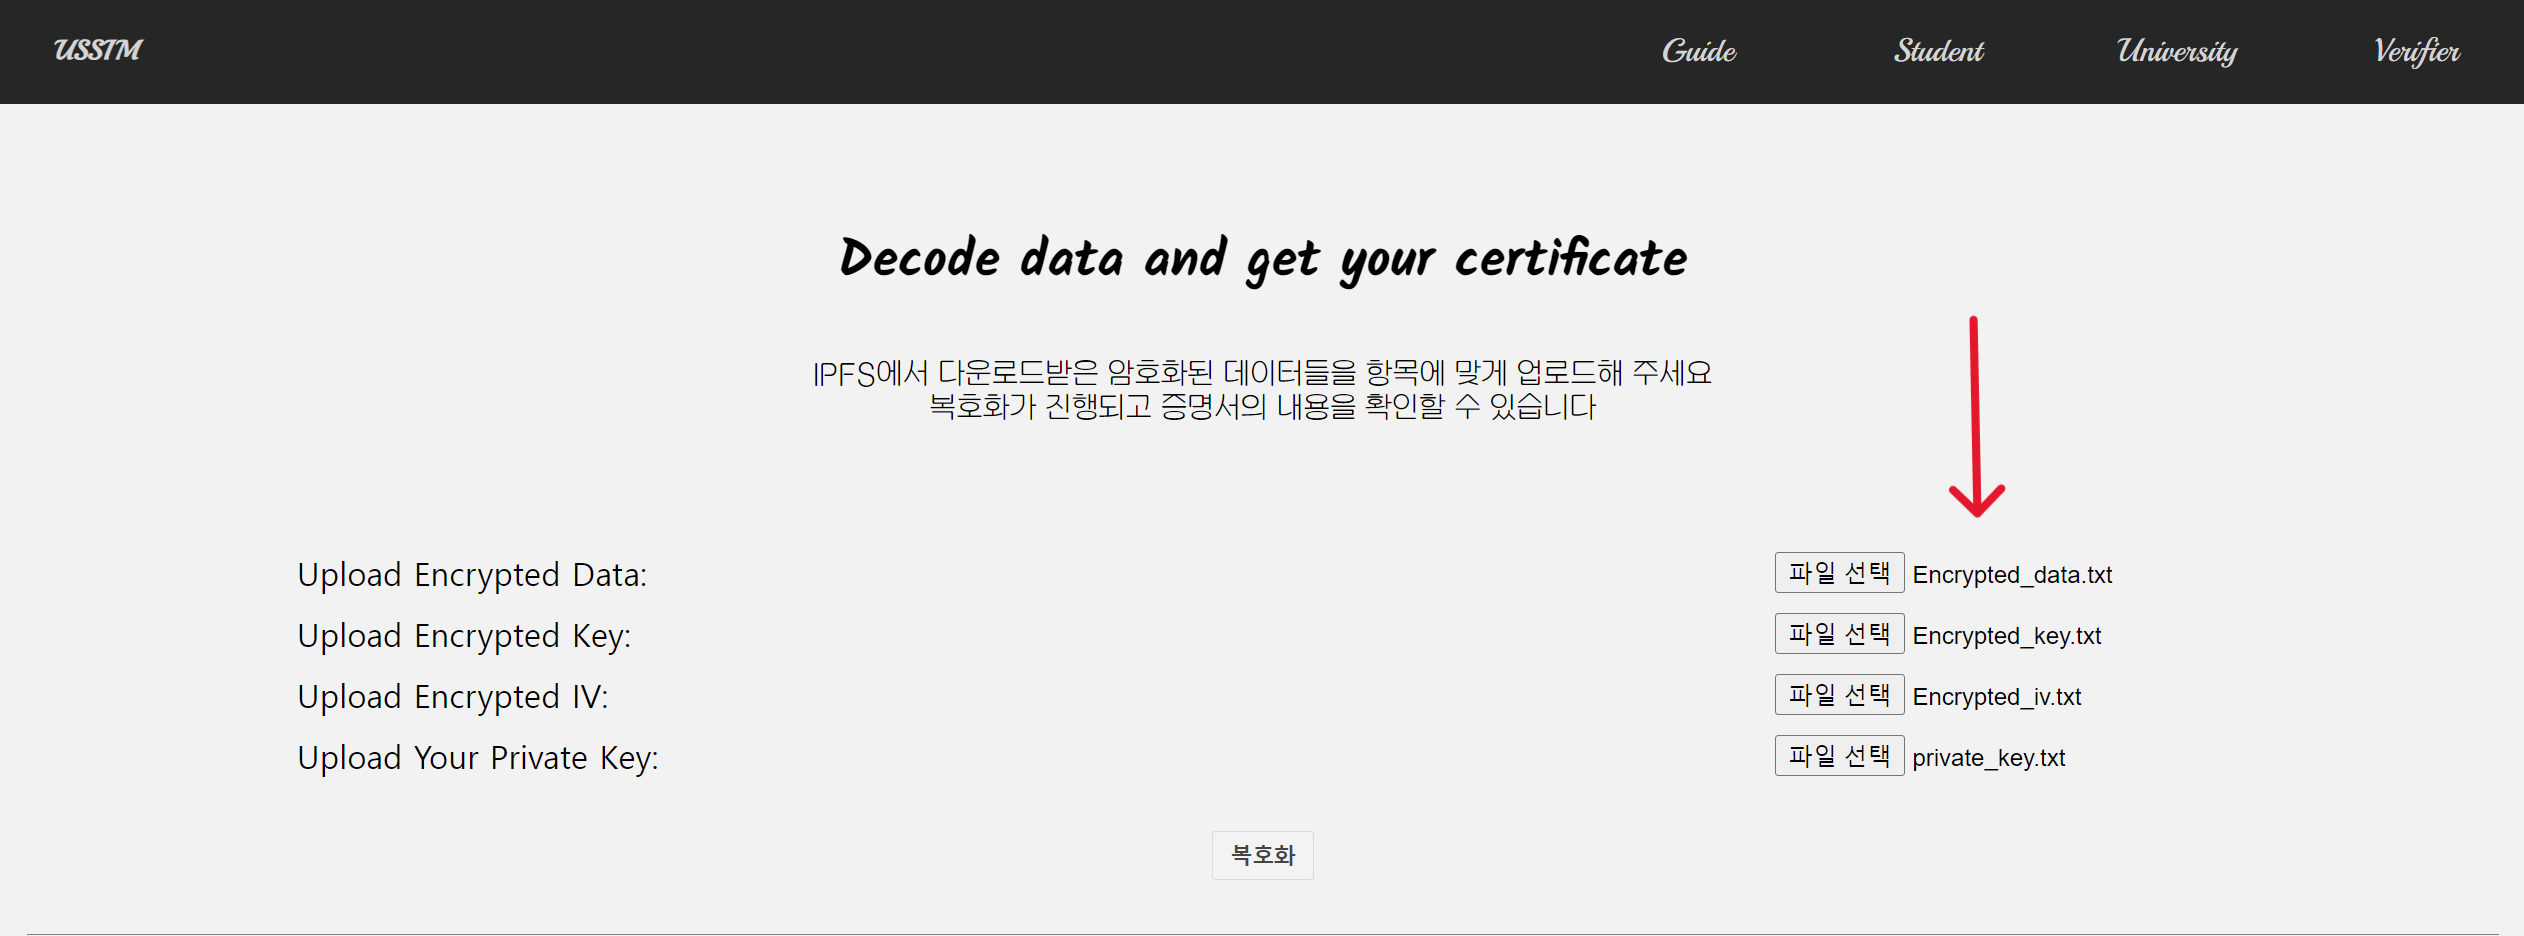 USSTM Guide Student University Verifier
Decode data and get your certificate
IPFS에서 다운로드받은 암호화된 데이터들을 항목에 맞게 업로드해 주세요
복호화가 진행되고 증명서의 내용을 확인할 수 있습니다
Upload Encrypted Data: 파일 선택 Encrypted_data.txt
Upload Encrypted Key: 파일 선택 Encrypted_key.txt
Upload Encrypted IV: 파일 선택 Encrypted_iv.txt
Upload Your Private Key: 파일 선택 private_key.txt
복호화